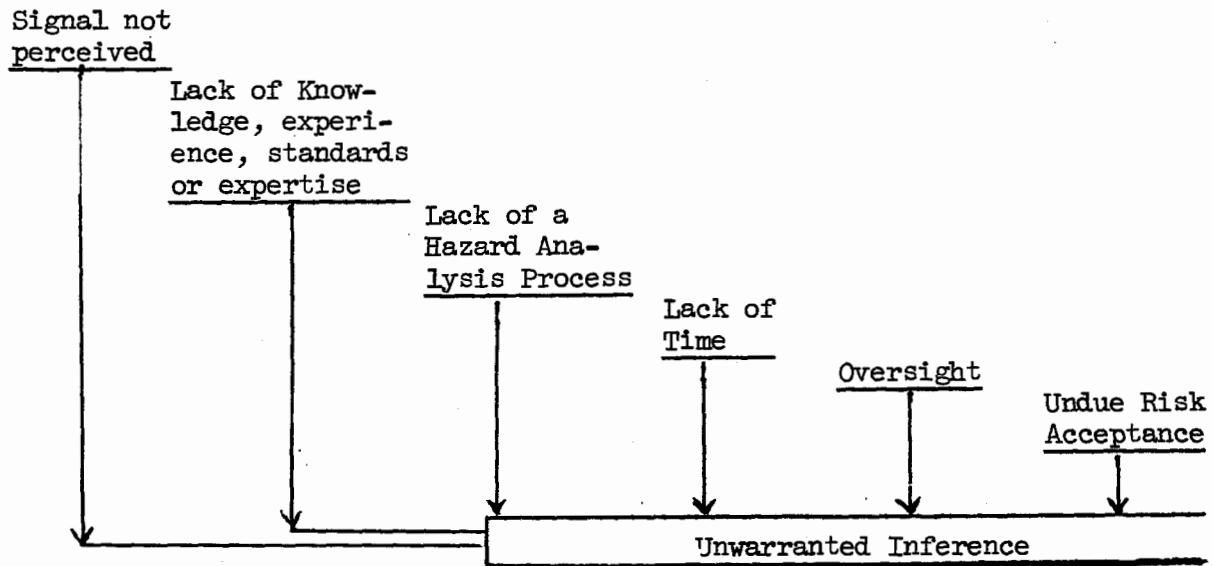 Signal not
perceived
Lack of Know-
ledge, experi-
ence, standards
or expertise
Lack of a
Hazard Ana-
lysis Process
Lack of
Time
Oversight
Undue Risk
Acceptance
Unwarranted Inference